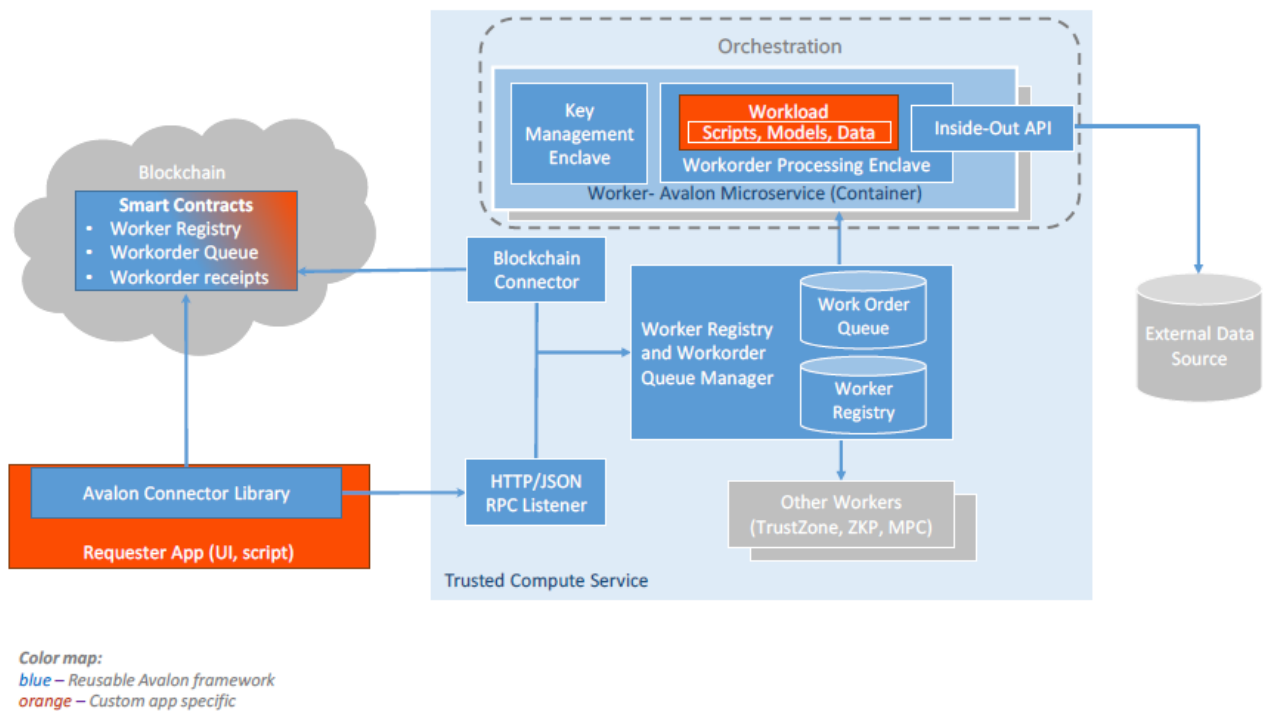 Orchestration
Key
Management
Enclave
Workload
Scripts, Models, Data
Workorder Processing Enclave
Inside-Out API
Worker- Avalon Microservice (Container)
Blockchain
Smart Contracts
• Worker Registry
• Workorder Queue
• Workorder receipts
Blockchain
Connector
Worker Registry
and Workorder
Queue Manager
Work Order
Queue
Worker
Registry
External Data
Source
Avalon Connector Library
Requester App (UI, script)
HTTP/JSON
RPC Listener
Other Workers
(TrustZone, ZKP, MPC)
Trusted Compute Service
Color map:
blue – Reusable Avalon framework
orange – Custom app specific